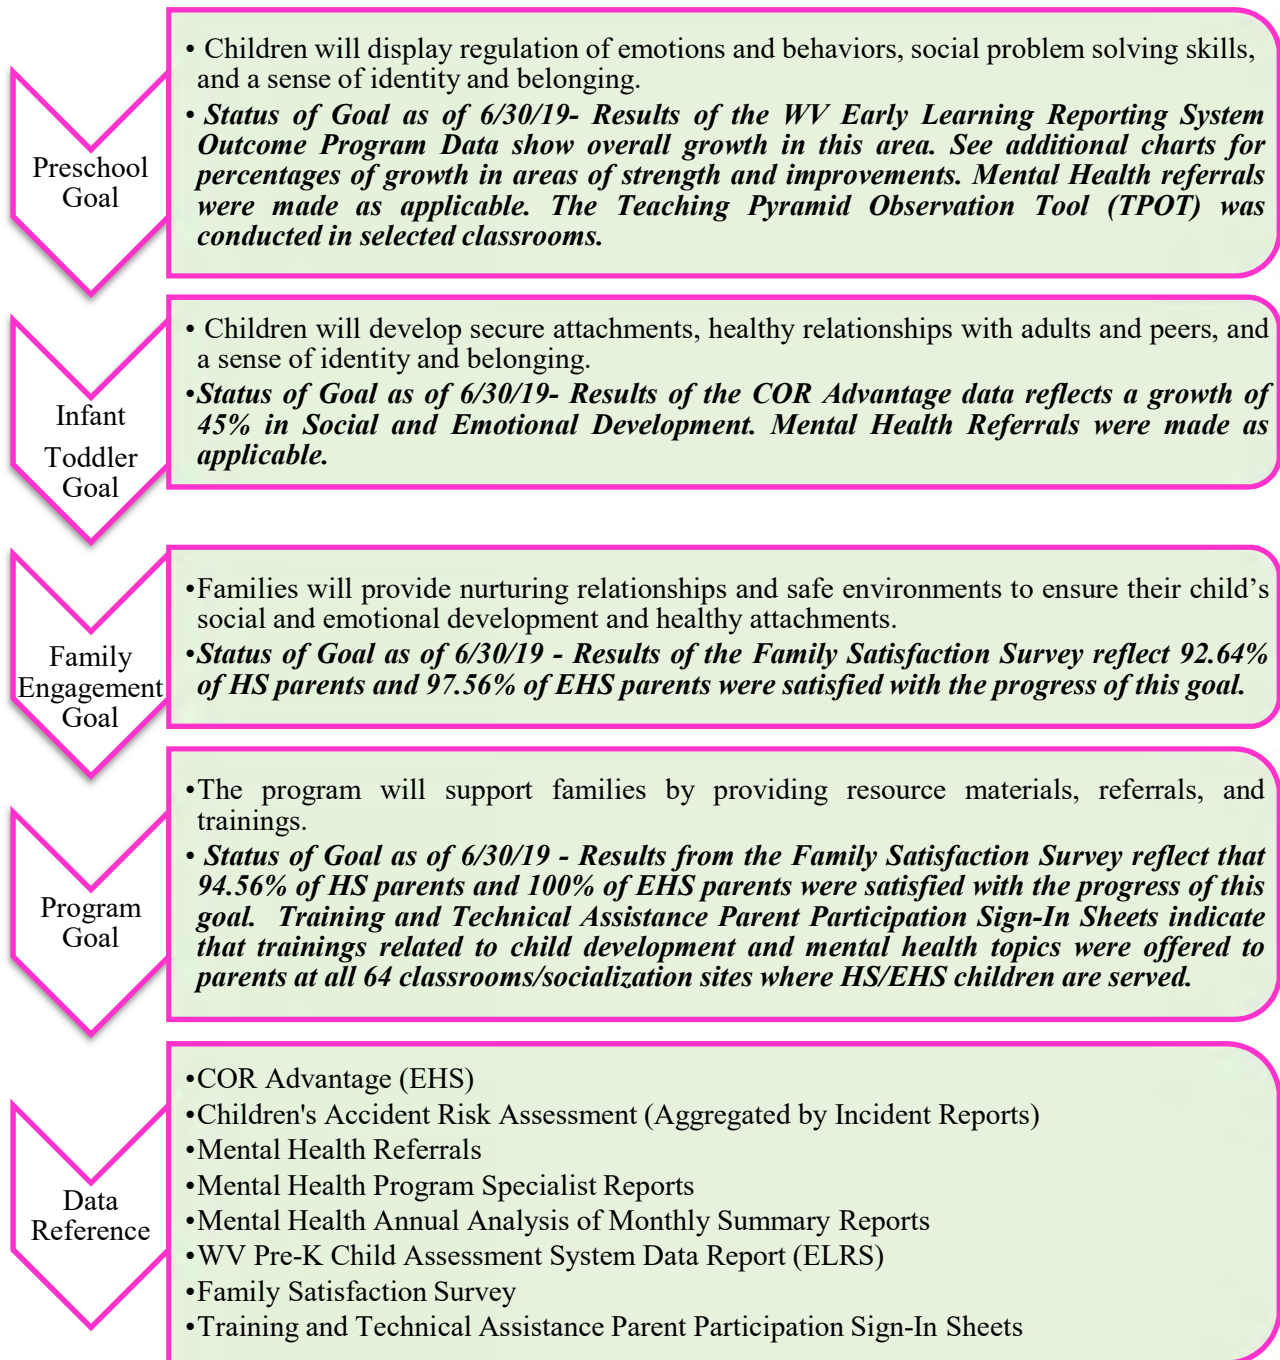 Preschool
Goal
• Children will display regulation of emotions and behaviors, social problem solving skills,
and a sense of identity and belonging.
• Status of Goal as of 6/30/19- Results of the WV Early Learning Reporting System
Outcome Program Data show overall growth in this area. See additional charts for
percentages of growth in areas of strength and improvements. Mental Health referrals
were made as applicable. The Teaching Pyramid Observation Tool (TPOT) was
conducted in selected classrooms.
Infant
Toddler
Goal
• Children will develop secure attachments, healthy relationships with adults and peers, and
a sense of identity and belonging.
•Status of Goal as of 6/30/19- Results of the COR Advantage data reflects a growth of
45% in Social and Emotional Development. Mental Health Referrals were made as
applicable.
Family
Engagement
Goal
•Families will provide nurturing relationships and safe environments to ensure their child’s
social and emotional development and healthy attachments.
•Status of Goal as of 6/30/19 - Results of the Family Satisfaction Survey reflect 92.64%
of HS parents and 97.56% of EHS parents were satisfied with the progress of this goal.
Program
Goal
•The program will support families by providing resource materials, referrals, and
trainings.
• Status of Goal as of 6/30/19 - Results from the Family Satisfaction Survey reflect that
94.56% of HS parents and 100% of EHS parents were satisfied with the progress of this
goal. Training and Technical Assistance Parent Participation Sign-In Sheets indicate
that trainings related to child development and mental health topics were offered to
parents at all 64 classrooms/socialization sites where HS/EHS children are served.
Data
Reference
•COR Advantage (EHS)
•Children's Accident Risk Assessment (Aggregated by Incident Reports)
•Mental Health Referrals
•Mental Health Program Specialist Reports
•Mental Health Annual Analysis of Monthly Summary Reports
•WV Pre-K Child Assessment System Data Report (ELRS)
•Family Satisfaction Survey
•Training and Technical Assistance Parent Participation Sign-In Sheets